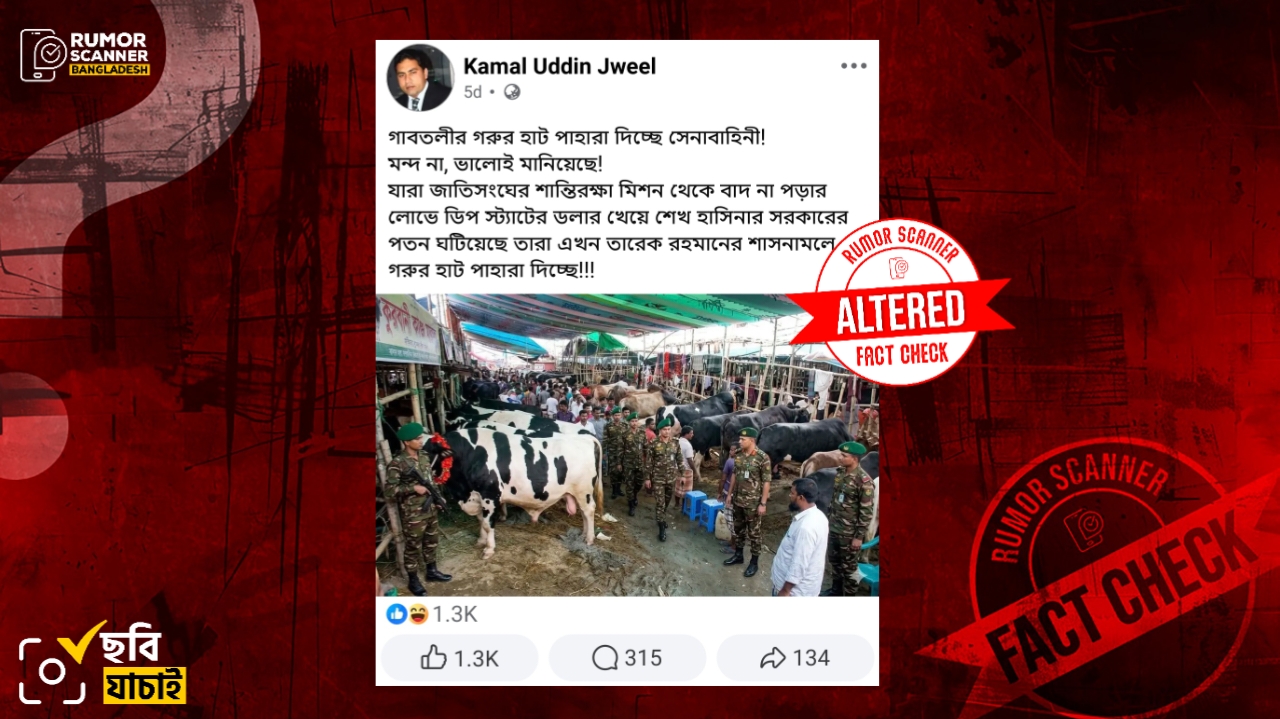 RUMOR
SCANNER
BANGLADESH
Kamal Uddin Jweel
5d
গাবতলীর গরুর হাট পাহারা দিচ্ছে সেনাবাহিনী!
মন্দ না, ভালোই মানিয়েছে!
যারা জাতিসংঘের শান্তিরক্ষা মিশন থেকে বাদ না পড়ার
লোভে ডিপ স্ট্যাটের ডলার খেয়ে শেখ হাসিনার সরকারের
পতন ঘটিয়েছে তারা এখন তারেক রহমানের শাসনামলে
গরুর হাট পাহারা দিচ্ছে!!!
RUMOR SCANNER
ALTERED
FACT CHECK
1.3K
1.3K
315
134
RUMOR SCANNER
FACT CHECK
ছবি
যাচাই